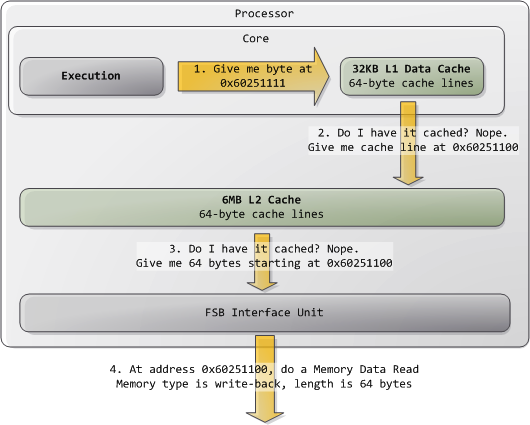 Processor
Core
Execution
1. Give me byte at
0x60251111
32KB L1 Data Cache
64-byte cache lines
2. Do I have it cached? Nope.
Give me cache line at 0x60251100
6MB L2 Cache
64-byte cache lines
3. Do I have it cached? Nope.
Give me 64 bytes starting at 0x60251100
FSB Interface Unit
4. At address 0x60251100, do a Memory Data Read
Memory type is write-back, length is 64 bytes